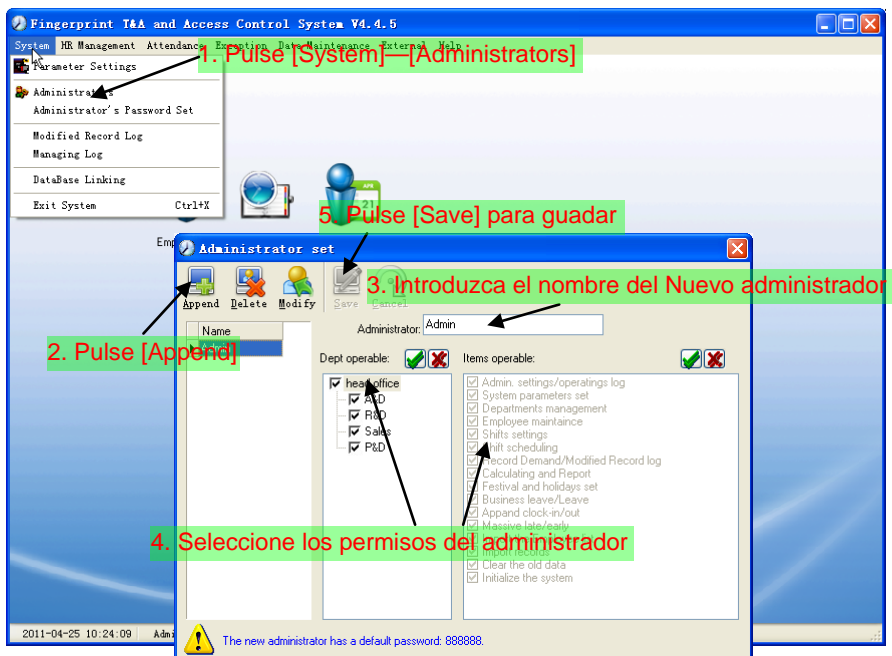 Fingerprint T&A and Access Control System V4.4.5
System HR Management Attendance Exception Data Maintenance External Help
1. Pulse [System]—[Administrators]
Parameter Settings
Administrators
Administrator's Password Set
Modified Record Log
Managing Log
DataBase Linking
Exit System Ctrl+X
APR
21
5. Pulse [Save] para guadar
Administrator set
3. Introduzca el nombre del Nuevo administrador
Append Delete Modify Save Cancel
Name
Administrator: Admin
2. Pulse [Append]
Dept operable: Items operable:
head office
A&D
R&D
Sales
P&D
Admin. settings/operatings log
System parameters set
Departments management
Employee maintaince
Shifts settings
Shift scheduling
Record Demand/Modified Record log
Calculating and Report
Festival and holidays set
Business leave/Leave
Appand clock-in/out
Massive late/early
4. Seleccione los permisos del administrador
Import records
Clear the old data
Initialize the system
2011-04-25 10:24:09
The new administrator has a default password: 888888.